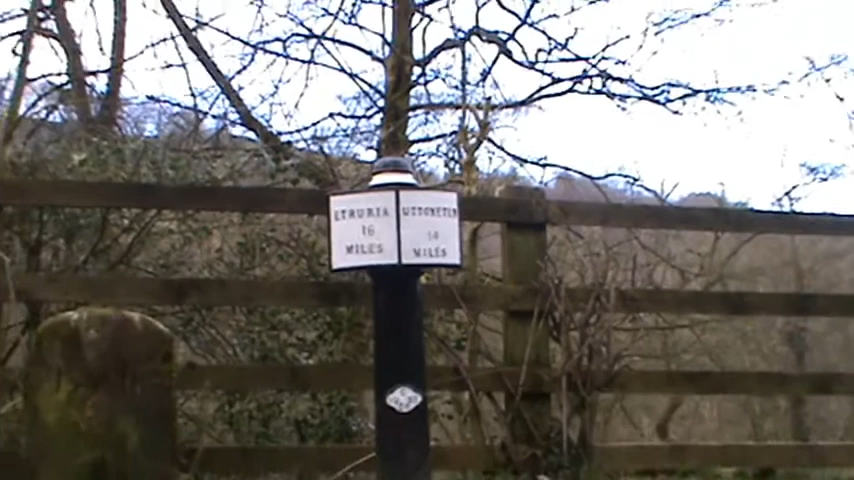 ETRURIA
16
MILES
UTTOXETER
14
MILES